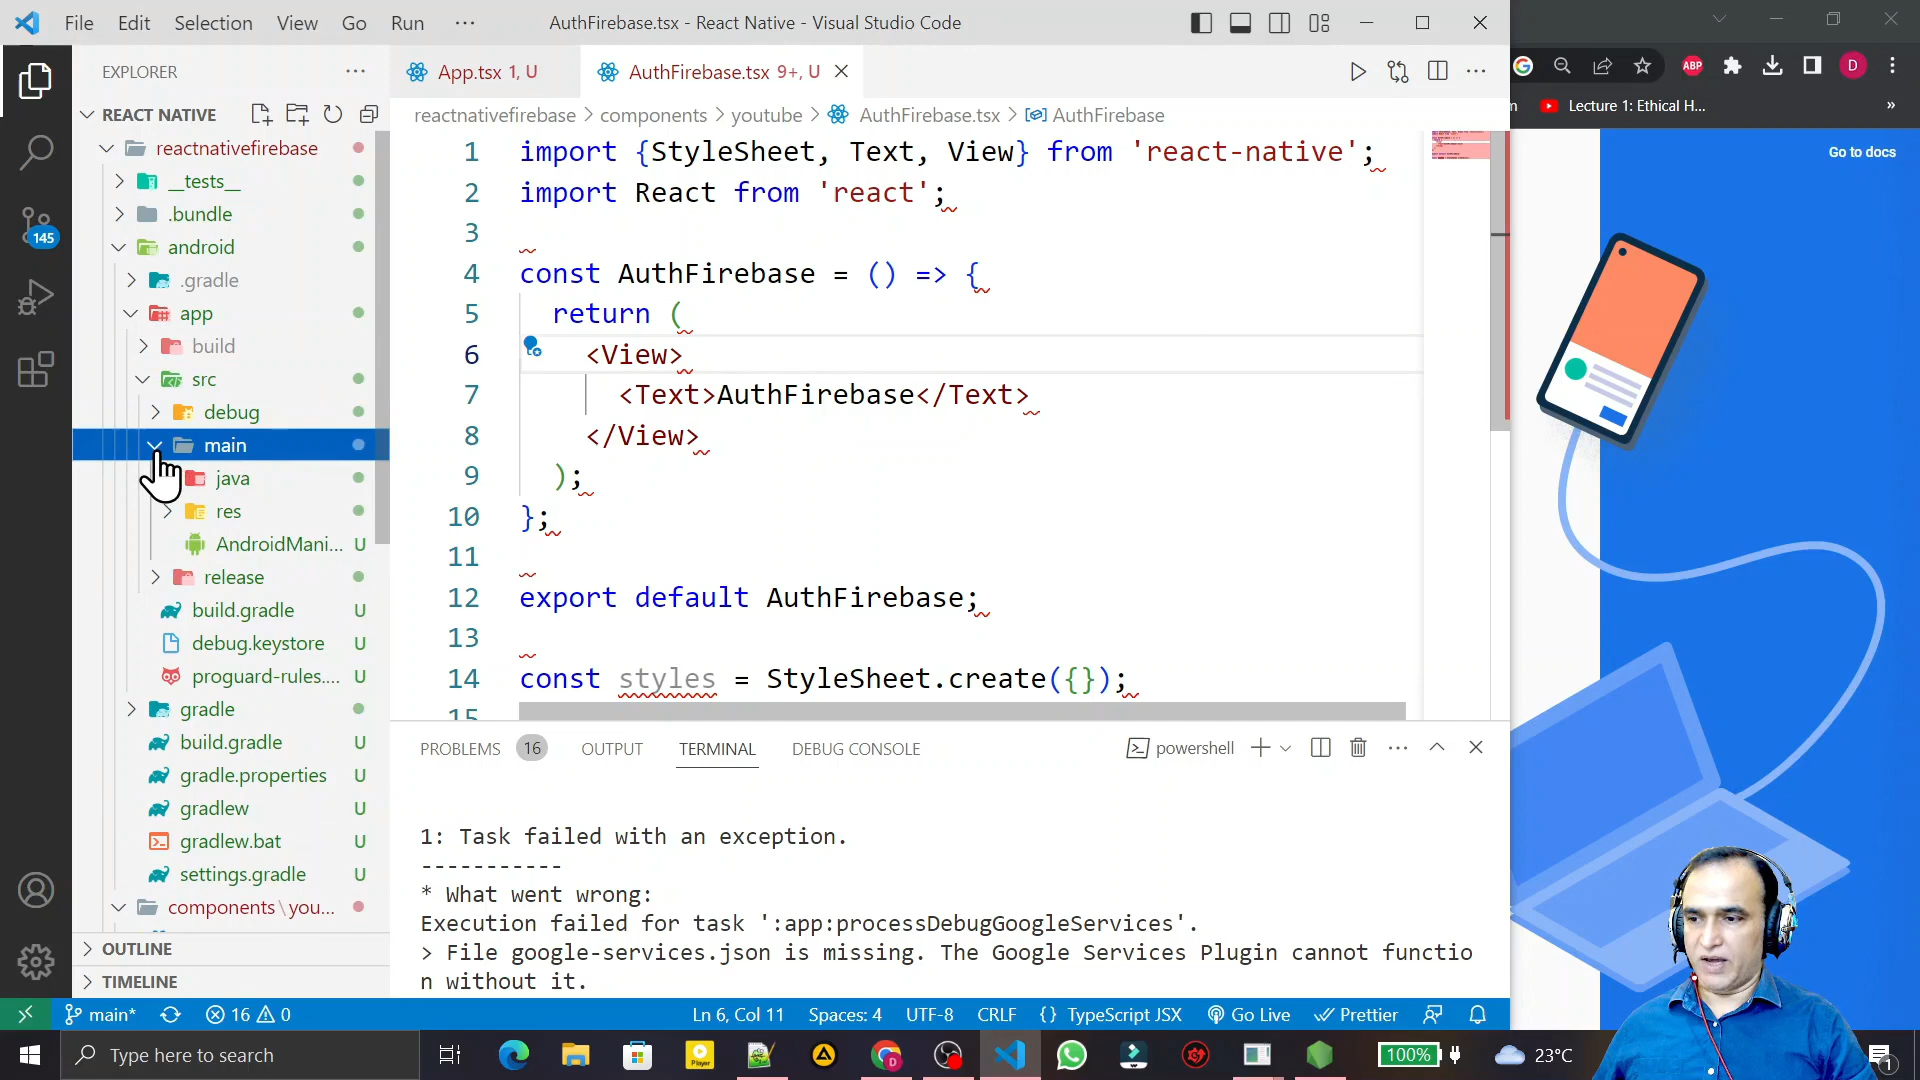 File Edit Selection View Go Run ··· AuthFirebase.tsx - React Native - Visual Studio Code
EXPLORER
App.tsx 1, U
AuthFirebase.tsx 9+, U
ABP
D
Lecture 1: Ethical H...
REACT NATIVE
reactnativefirebase > components > youtube > AuthFirebase.tsx > AuthFirebase
Go to docs
reactnativefirebase
__tests__
.bundle
android
.gradle
app
build
src
debug
main
java
res
AndroidMani... U
release
build.gradle U
debug.keystore U
proguard-rules.... U
gradle
build.gradle U
gradle.properties U
gradlew U
gradlew.bat U
settings.gradle U
components\you...
OUTLINE
TIMELINE
145
1 import {StyleSheet, Text, View} from 'react-native';
2 import React from 'react';
3
4 const AuthFirebase = () => {
5 return (
6 <View>
7 <Text>AuthFirebase</Text>
8 </View>
9 );
10 };
11
12 export default AuthFirebase;
13
14 const styles = StyleSheet.create({});
15
PROBLEMS 16 OUTPUT TERMINAL DEBUG CONSOLE powershell
1: Task failed with an exception.
-----------
* What went wrong:
Execution failed for task ':app:processDebugGoogleServices'.
> File google-services.json is missing. The Google Services Plugin cannot functio
n without it.
main* 16 0 Ln 6, Col 11 Spaces: 4 UTF-8 CRLF {} TypeScript JSX Go Live Prettier
Type here to search
Player
100%
23°C
1